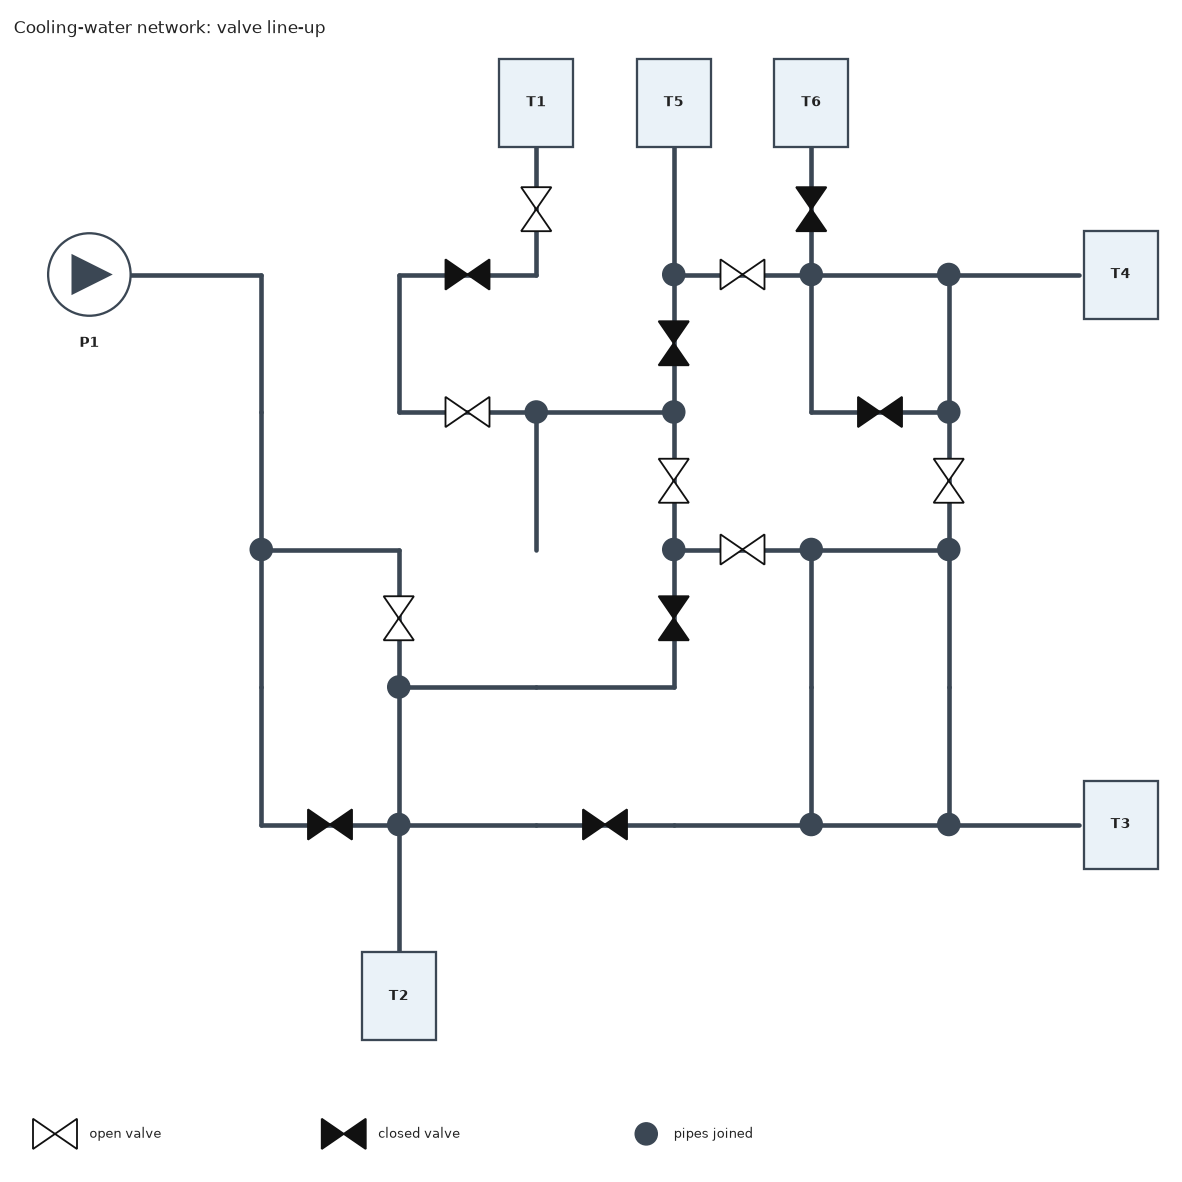 Cooling-water network: valve line-up
T1
T5
T6
T4
P1
T3
T2
open valve
closed valve
pipes joined